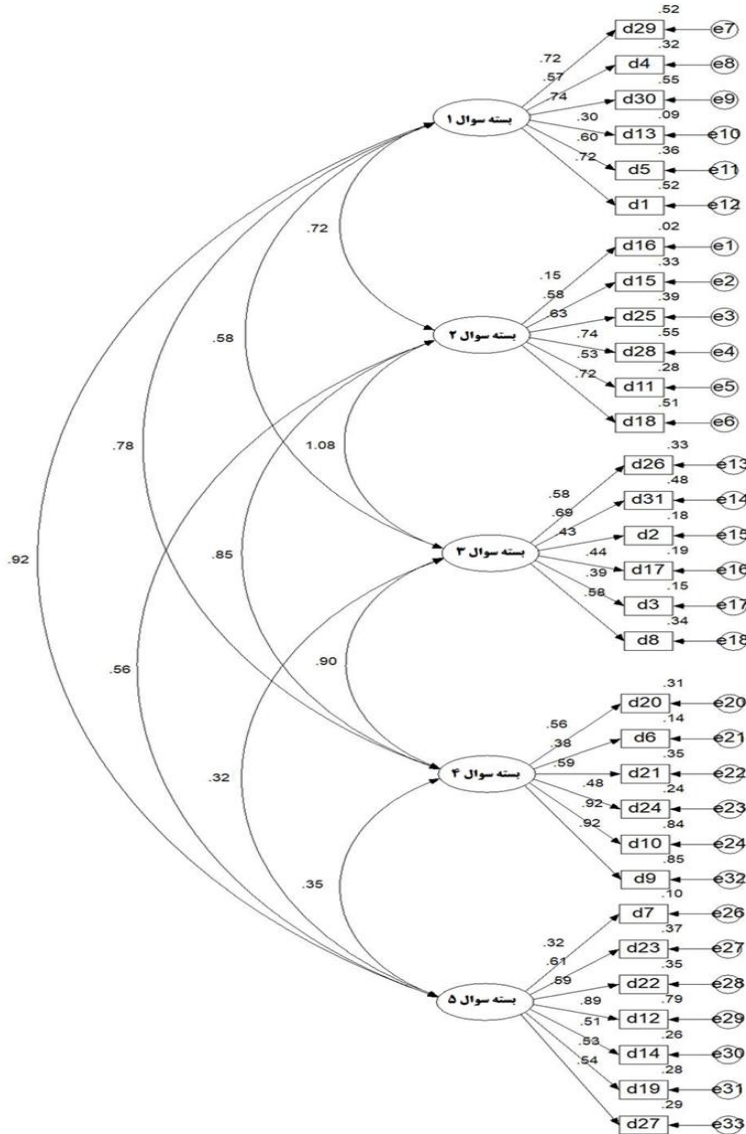 .52
d29 e7
.72 .32
.57 d4 e8
.74 .55
d30 e9
.30 .09
بسته سوال ۱
.60 d13 e10
.72 .36
d5 e11
.52
d1 e12
.72
.02
d16 e1
.15 .33
.58 d15 e2
.63 .39
d25 e3
.74 .55
بسته سوال ۲
.58
.53 d28 e4
.72 .28
d11 e5
.51
d18 e6
.78
1.08
.33
d26 e13
.58 .48
.69 d31 e14
.43 .18
d2 e15
.44 .19
بسته سوال ۳
.92
.85
.39 d17 e16
.58 .15
d3 e17
.34
d8 e18
.56
.90
.31
d20 e20
.56 .14
.38 d6 e21
.59 .35
d21 e22
.48 .24
بسته سوال ۴
.32
.92 d24 e23
.92 .84
d10 e24
.85
d9 e32
.35
.10
d7 e26
.32 .37
.61 d23 e27
.59 .35
d22 e28
.89 .79
بسته سوال ۵
.51 d12 e29
.53 .26
.54 d14 e30
.28
d19 e31
.29
d27 e33